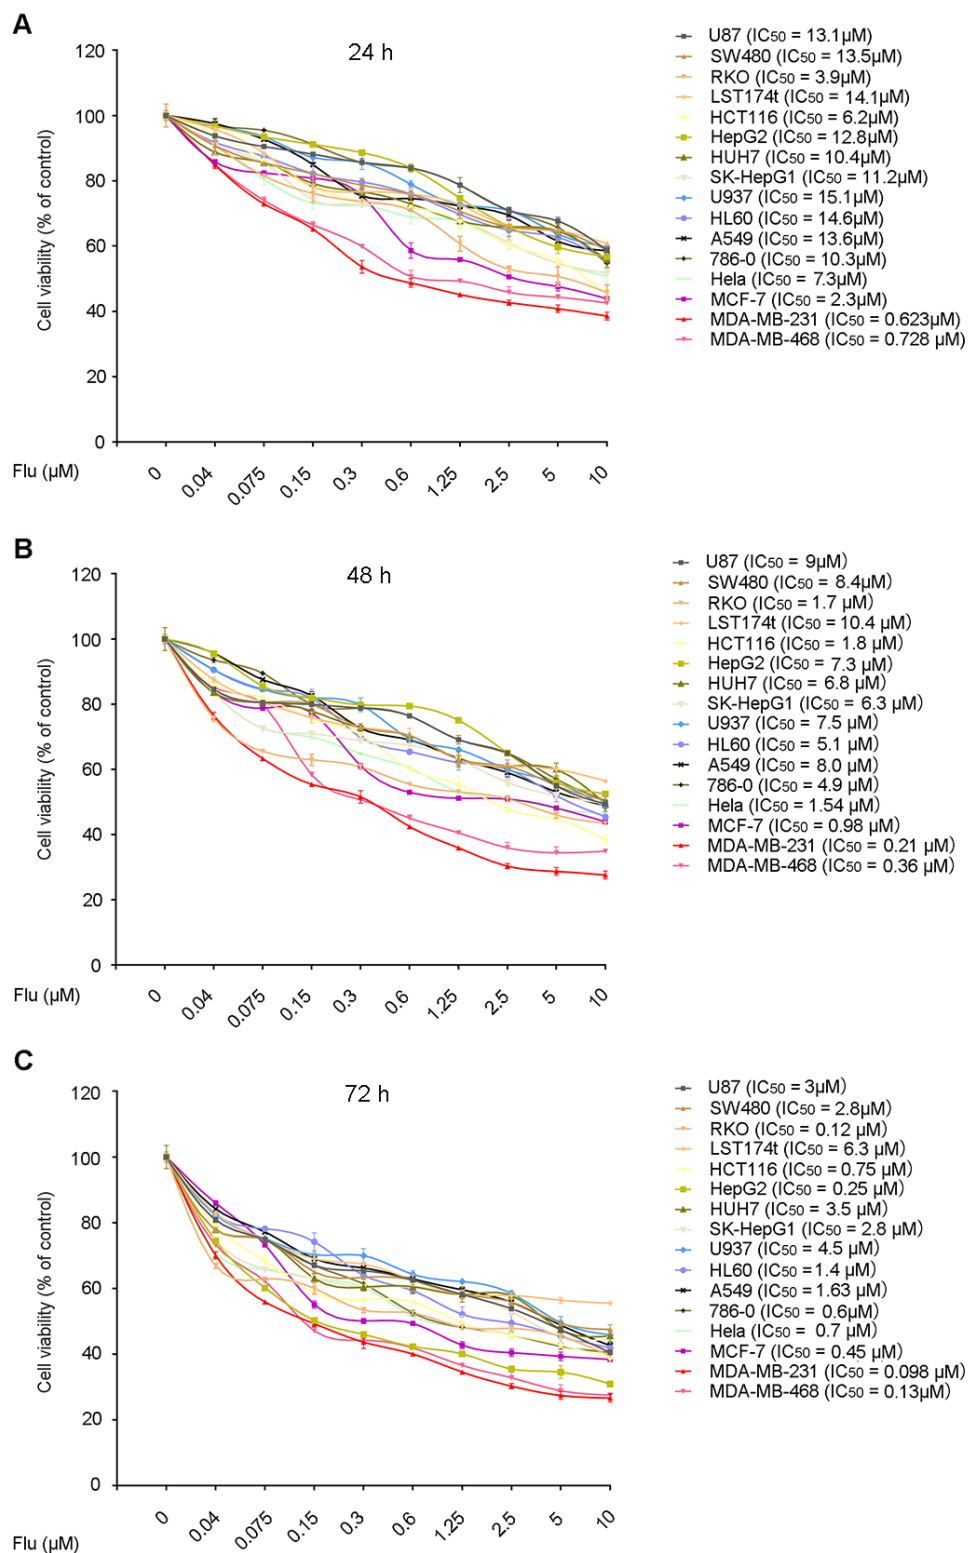 A
24 h
Cell viability (% of control)
120
100
80
60
40
20
0
Flu (µM)
0 0.04 0.075 0.15 0.3 0.6 1.25 2.5 5 10
U87 (IC50 = 13.1µM)
SW480 (IC50 = 13.5µM)
RKO (IC50 = 3.9µM)
LST174t (IC50 = 14.1µM)
HCT116 (IC50 = 6.2µM)
HepG2 (IC50 = 12.8µM)
HUH7 (IC50 = 10.4µM)
SK-HepG1 (IC50 = 11.2µM)
U937 (IC50 = 15.1µM)
HL60 (IC50 = 14.6µM)
A549 (IC50 = 13.6µM)
786-0 (IC50 = 10.3µM)
Hela (IC50 = 7.3µM)
MCF-7 (IC50 = 2.3µM)
MDA-MB-231 (IC50 = 0.623µM)
MDA-MB-468 (IC50 = 0.728 µM)
B
48 h
Cell viability (% of control)
120
100
80
60
40
20
0
Flu (µM)
0 0.04 0.075 0.15 0.3 0.6 1.25 2.5 5 10
U87 (IC50 = 9µM)
SW480 (IC50 = 8.4µM)
RKO (IC50 = 1.7 µM)
LST174t (IC50 = 10.4 µM)
HCT116 (IC50 = 1.8 µM)
HepG2 (IC50 = 7.3 µM)
HUH7 (IC50 = 6.8 µM)
SK-HepG1 (IC50 = 6.3 µM)
U937 (IC50 = 7.5 µM)
HL60 (IC50 = 5.1 µM)
A549 (IC50 = 8.0 µM)
786-0 (IC50 = 4.9 µM)
Hela (IC50 = 1.54 µM)
MCF-7 (IC50 = 0.98 µM)
MDA-MB-231 (IC50 = 0.21 µM)
MDA-MB-468 (IC50 = 0.36 µM)
C
72 h
Cell viability (% of control)
120
100
80
60
40
20
0
Flu (µM)
0 0.04 0.075 0.15 0.3 0.6 1.25 2.5 5 10
U87 (IC50 = 3µM)
SW480 (IC50 = 2.8µM)
RKO (IC50 = 0.12 µM)
LST174t (IC50 = 6.3 µM)
HCT116 (IC50 = 0.75 µM)
HepG2 (IC50 = 0.25 µM)
HUH7 (IC50 = 3.5 µM)
SK-HepG1 (IC50 = 2.8 µM)
U937 (IC50 = 4.5 µM)
HL60 (IC50 = 1.4 µM)
A549 (IC50 = 1.63 µM)
786-0 (IC50 = 0.6µM)
Hela (IC50 = 0.7 µM)
MCF-7 (IC50 = 0.45 µM)
MDA-MB-231 (IC50 = 0.098 µM)
MDA-MB-468 (IC50 = 0.13µM)